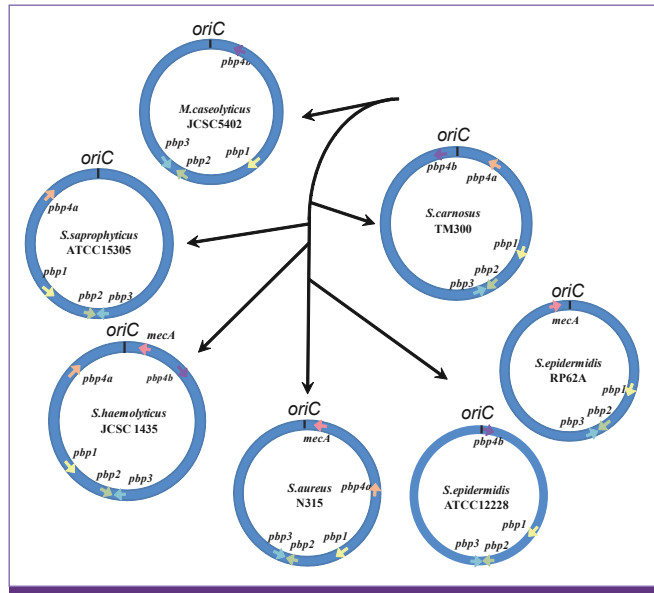 oriC
pbp4b
M.caseolyticus
JCSC5402
pbp3
pbp2
pbp1
oriC
pbp4a
S.saprophyticus
ATCC15305
pbp1
pbp2
pbp3
pbp4b
oriC
pbp4a
S.carnosus
TM300
pbp1
pbp2
pbp3
oriC
mecA
pbp4a
pbp4b
S.haemolyticus
JCSC 1435
pbp1
pbp2
pbp3
oriC
mecA
S.epidermidis
RP62A
pbp1
pbp2
pbp3
oriC
mecA
pbp4a
S.aureus
N315
pbp3
pbp2
pbp1
oriC
pbp4b
S.epidermidis
ATCC12228
pbp1
pbp3
pbp2